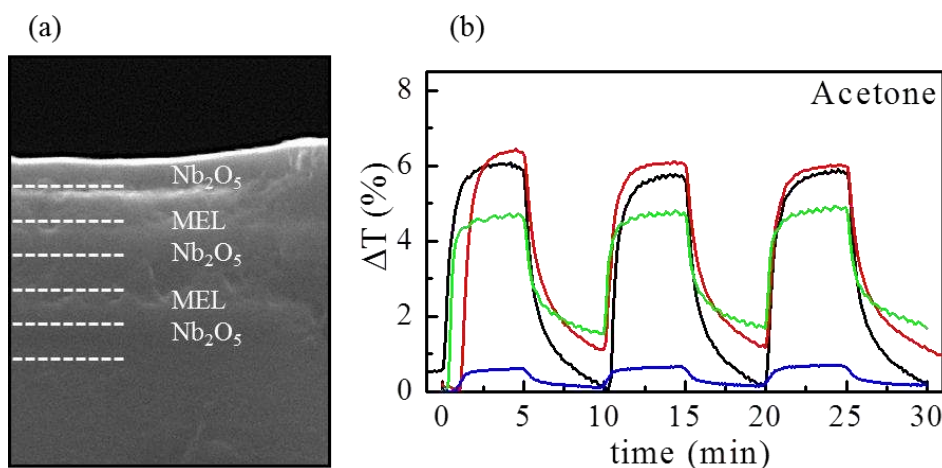 (a)
Nb₂O₅
MEL
Nb₂O₅
MEL
Nb₂O₅
(b)
Acetone
8
6
4
2
0
ΔT (%)
0 5 10 15 20 25 30
time (min)